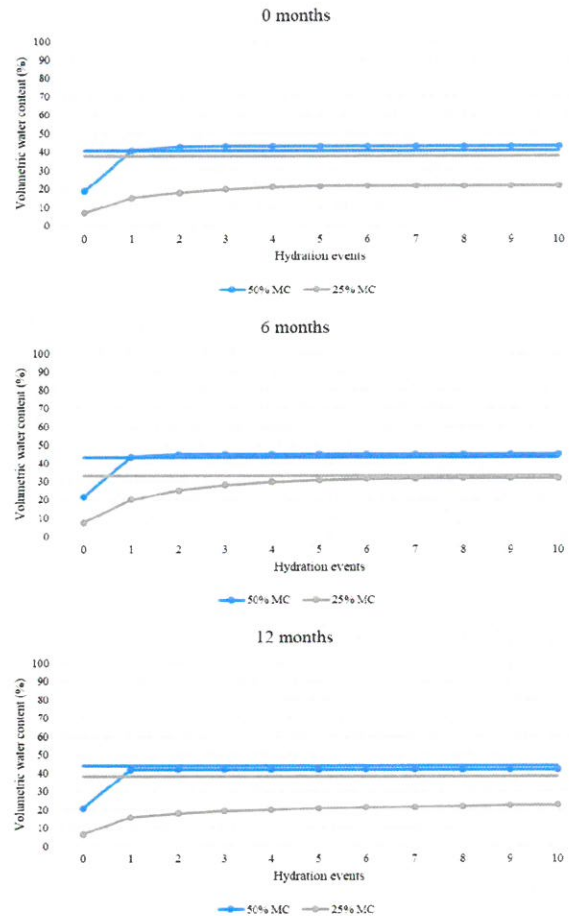 0 months
Volumetric water content (%)
100
90
80
70
60
50
40
30
20
10
0
0 1 2 3 4 5 6 7 8 9 10
Hydration events
50% MC 25% MC
6 months
Volumetric water content (%)
100
90
80
70
60
50
40
30
20
10
0
0 1 2 3 4 5 6 7 8 9 10
Hydration events
50% MC 25% MC
12 months
Volumetric water content (%)
100
90
80
70
60
50
40
30
20
10
0
0 1 2 3 4 5 6 7 8 9 10
Hydration events
50% MC 25% MC